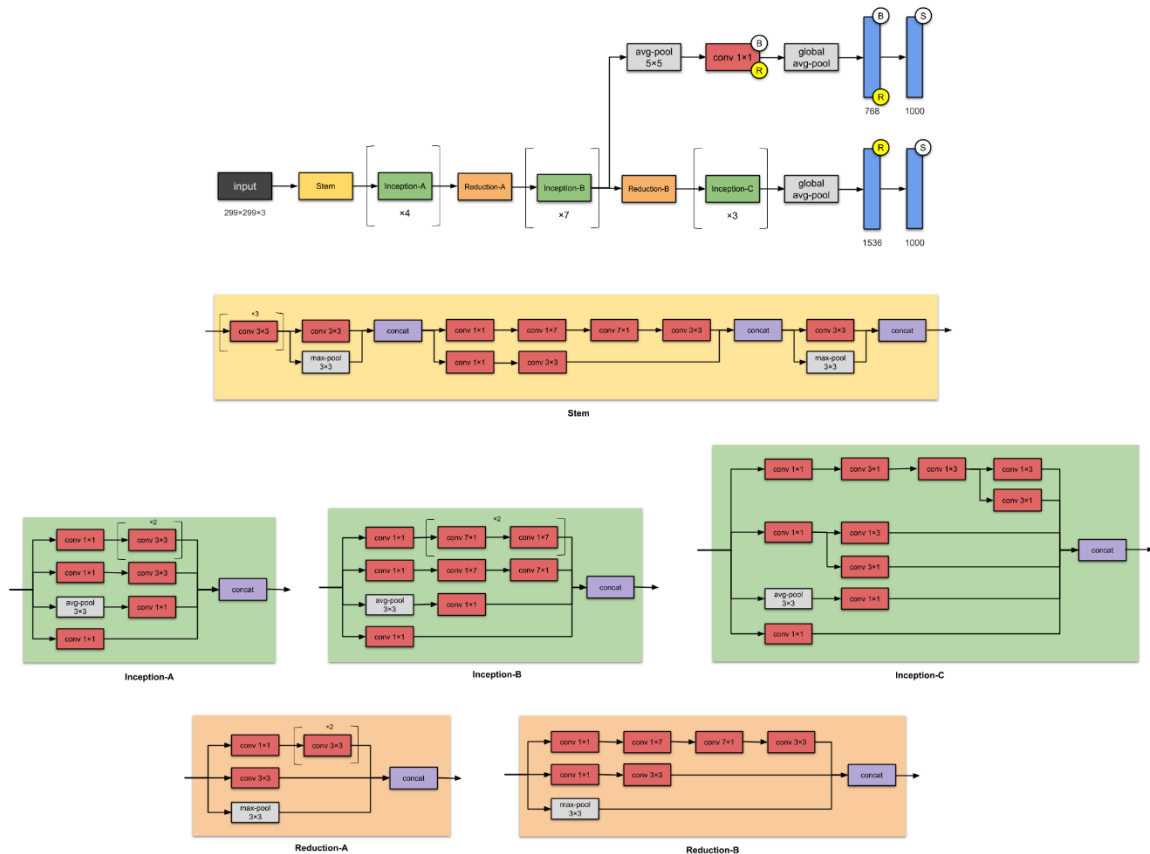 avg-pool
5×5
conv 1×1
B
R
global
avg-pool
B
R
768
S
1000
input
299×299×3
Stem
Inception-A
×4
Reduction-A
Inception-B
×7
Reduction-B
Inception-C
×3
global
avg-pool
R
1536
S
1000
×3
conv 3×3
conv 3×3
max-pool
3×3
concat
conv 1×1
conv 1×7
conv 7×1
conv 3×3
conv 1×1
conv 3×3
concat
conv 3×3
max-pool
3×3
concat
Stem
×2
conv 1×1
conv 3×3
conv 1×1
conv 3×3
avg-pool
3×3
conv 1×1
conv 1×1
concat
Inception-A
×2
conv 1×1
conv 7×1
conv 1×7
conv 1×1
conv 1×7
conv 7×1
avg-pool
3×3
conv 1×1
conv 1×1
concat
Inception-B
conv 1×1
conv 3×1
conv 1×3
conv 1×3
conv 3×1
conv 1×1
conv 1×3
conv 3×1
avg-pool
3×3
conv 1×1
conv 1×1
concat
Inception-C
×2
conv 1×1
conv 3×3
conv 3×3
max-pool
3×3
concat
Reduction-A
conv 1×1
conv 1×7
conv 7×1
conv 3×3
conv 1×1
conv 3×3
max-pool
3×3
concat
Reduction-B